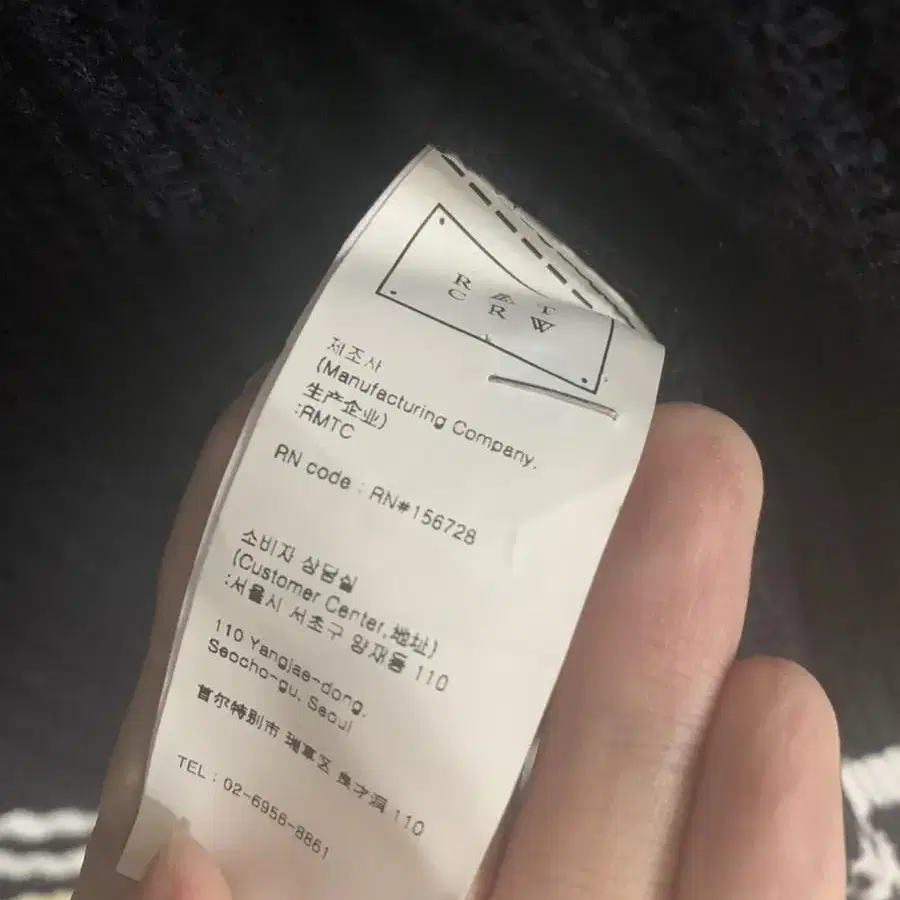 R A T
C R W
제조사
(Manufacturing Company,
生产企业)
:RMTC
RN code : RN#156728
소비자 상담실
(Customer Center,地址)
:서울시 서초구 양재동 110
110 Yangjae-dong,
Seocho-gu, Seoul
首尔特别市 瑞草区 良才洞 110
TEL : 02-6956-8861